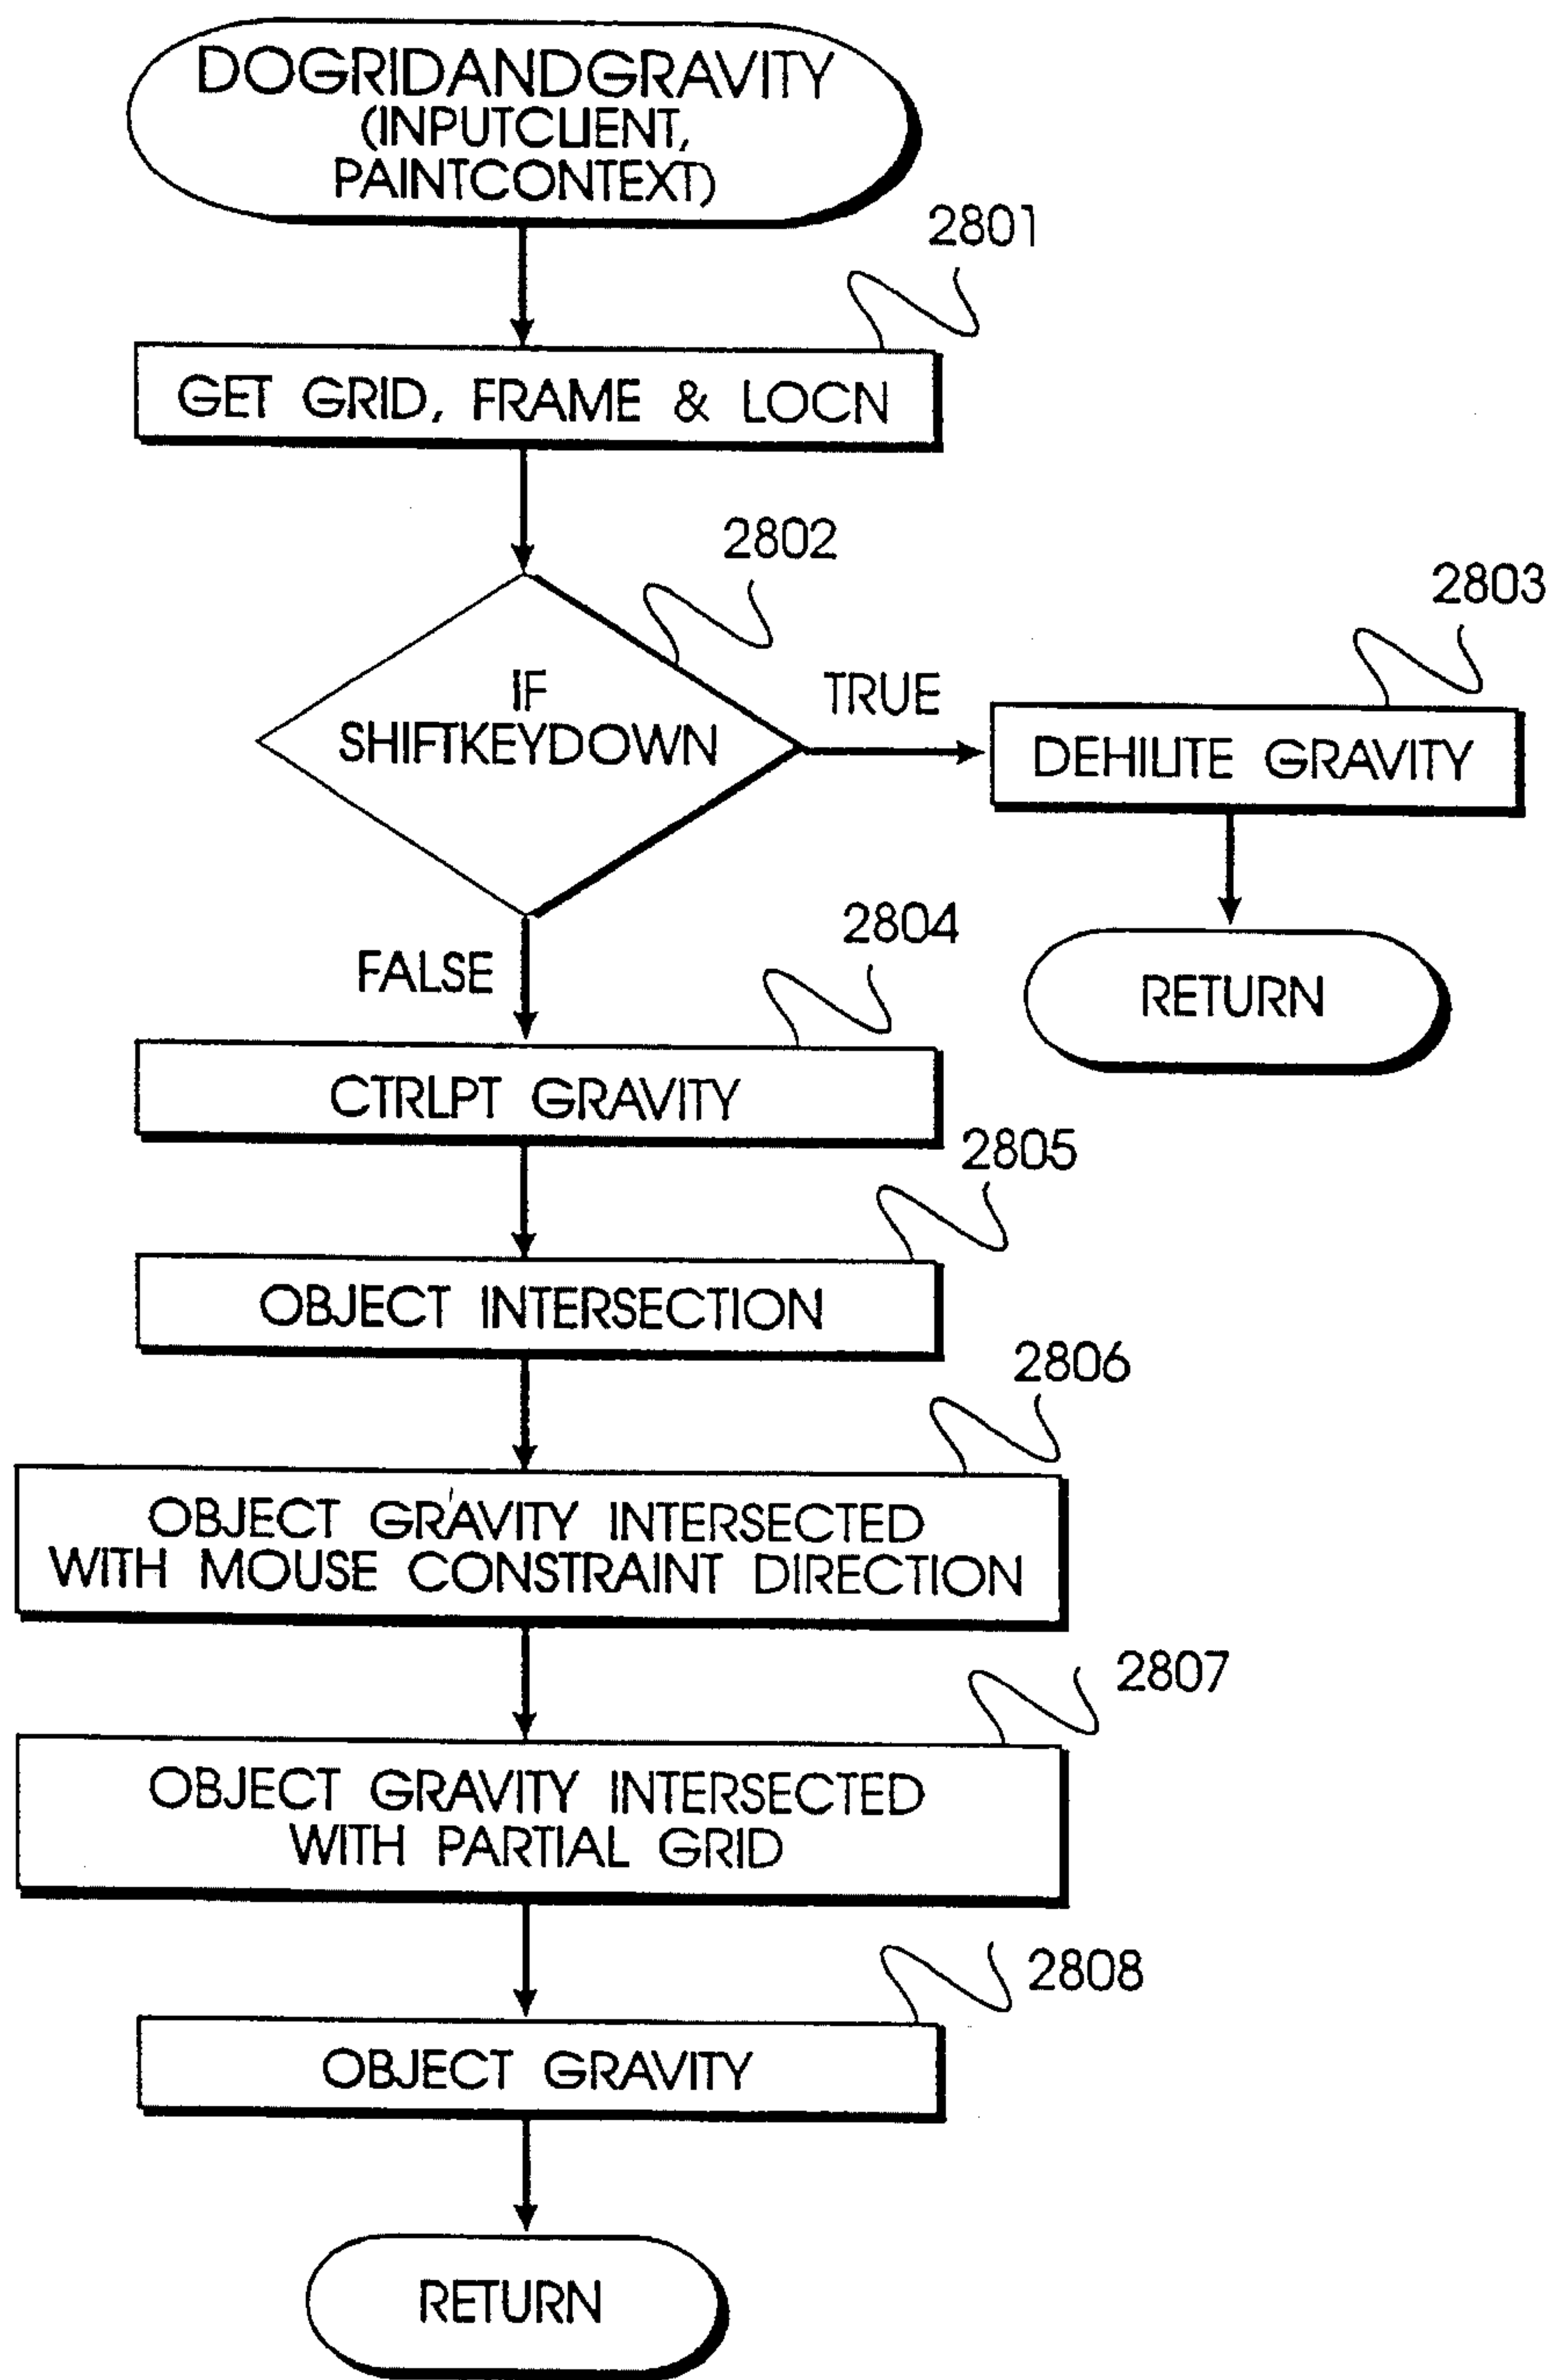 DOGRIDANDGRAVITY
(INPUTCLIENT,
PAINTCONTEXT)
2801
GET GRID, FRAME & LOCN
2802
IF
SHIFTKEYDOWN
TRUE
2803
DEHILITE GRAVITY
RETURN
FALSE
2804
CTRLPT GRAVITY
2805
OBJECT INTERSECTION
2806
OBJECT GRAVITY INTERSECTED
WITH MOUSE CONSTRAINT DIRECTION
2807
OBJECT GRAVITY INTERSECTED
WITH PARTIAL GRID
2808
OBJECT GRAVITY
RETURN